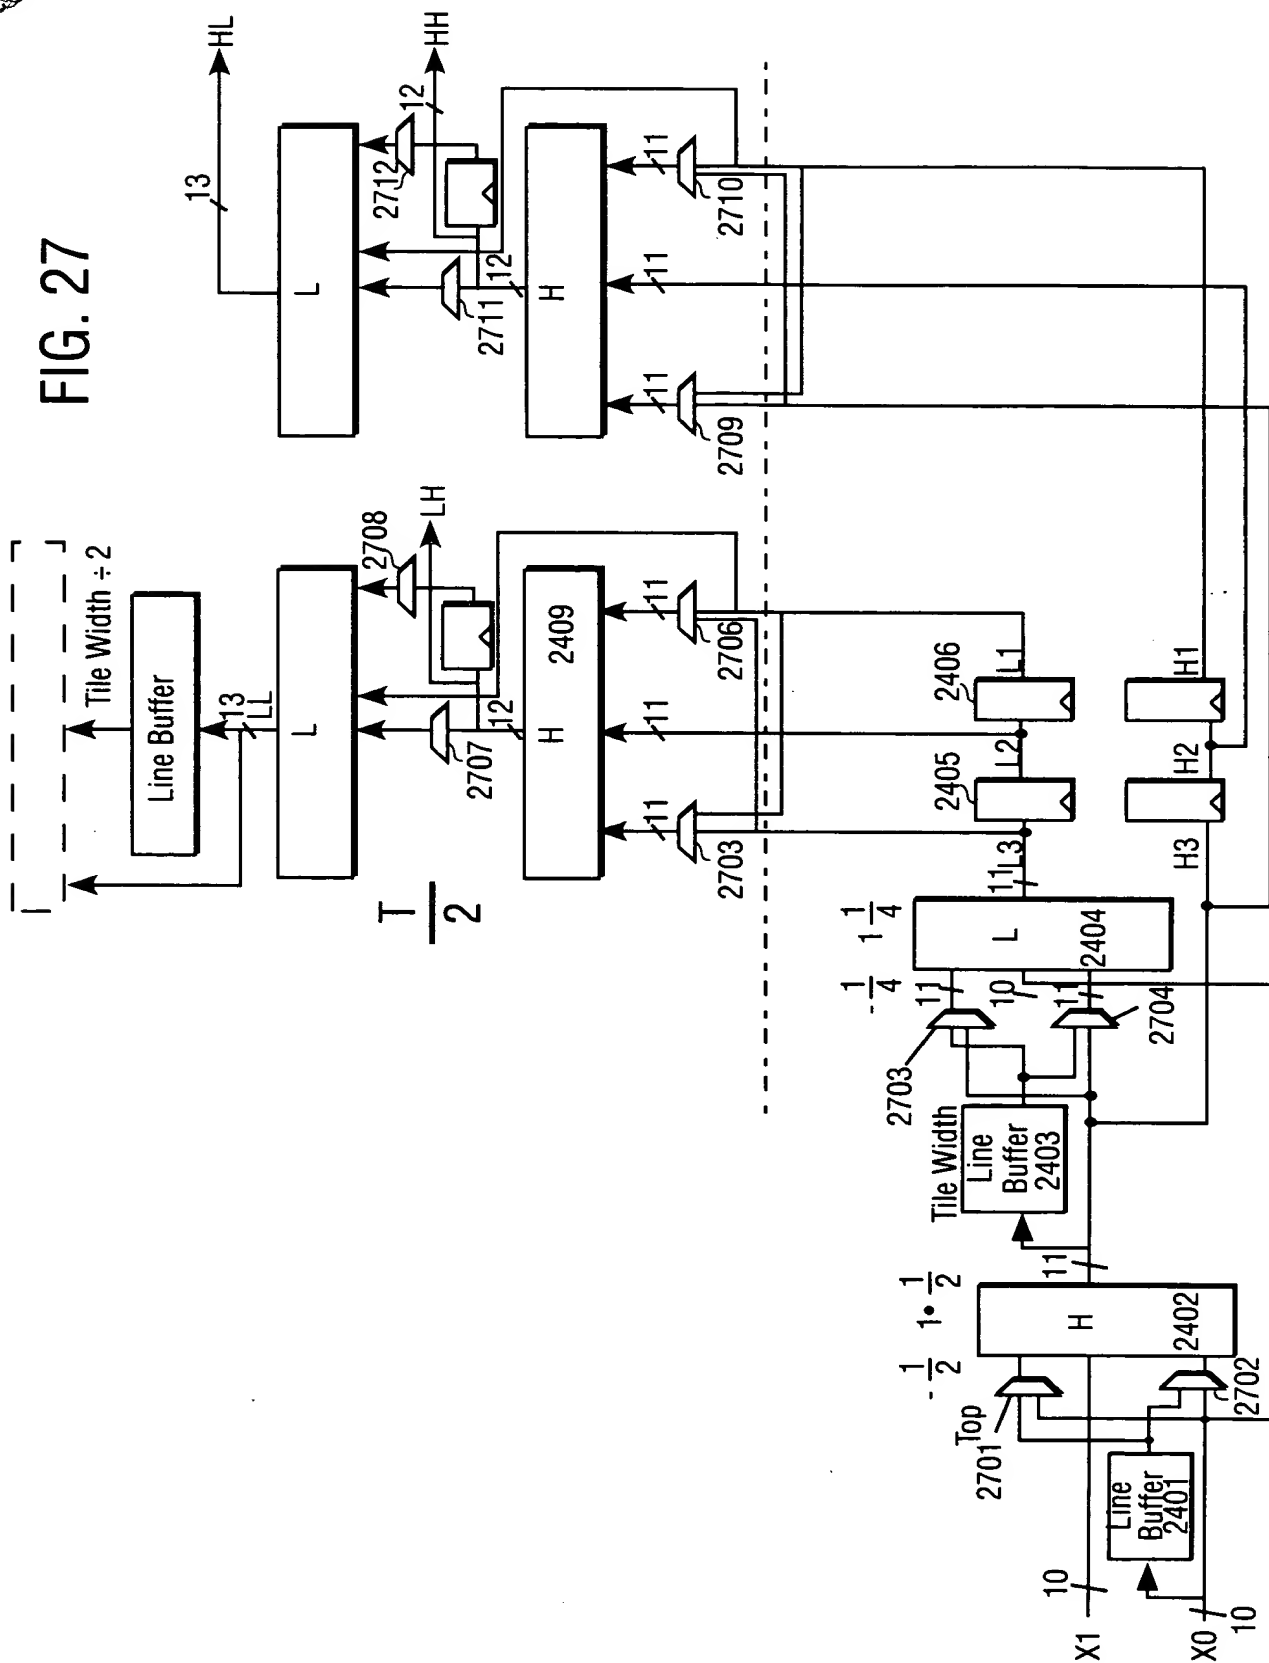 FIG. 27
HL
HH
13
12
L
2712
2711
12
H
11
11
11
2710
2709
Tile Width ÷ 2
Line Buffer
13
LL
L
2708
LH
2707
12
H
2409
11
11
11
2706
2703
T
2
L1
2406
L2
2405
11
L3
H1
H2
H3
1 1/4
- 1/4
L
2404
11
10
11
2703
2704
Tile Width
Line
Buffer
2403
11
1• 1/2
- 1/2
H
2402
Top
2701
2702
Line
Buffer
2401
10
X1
X0
10